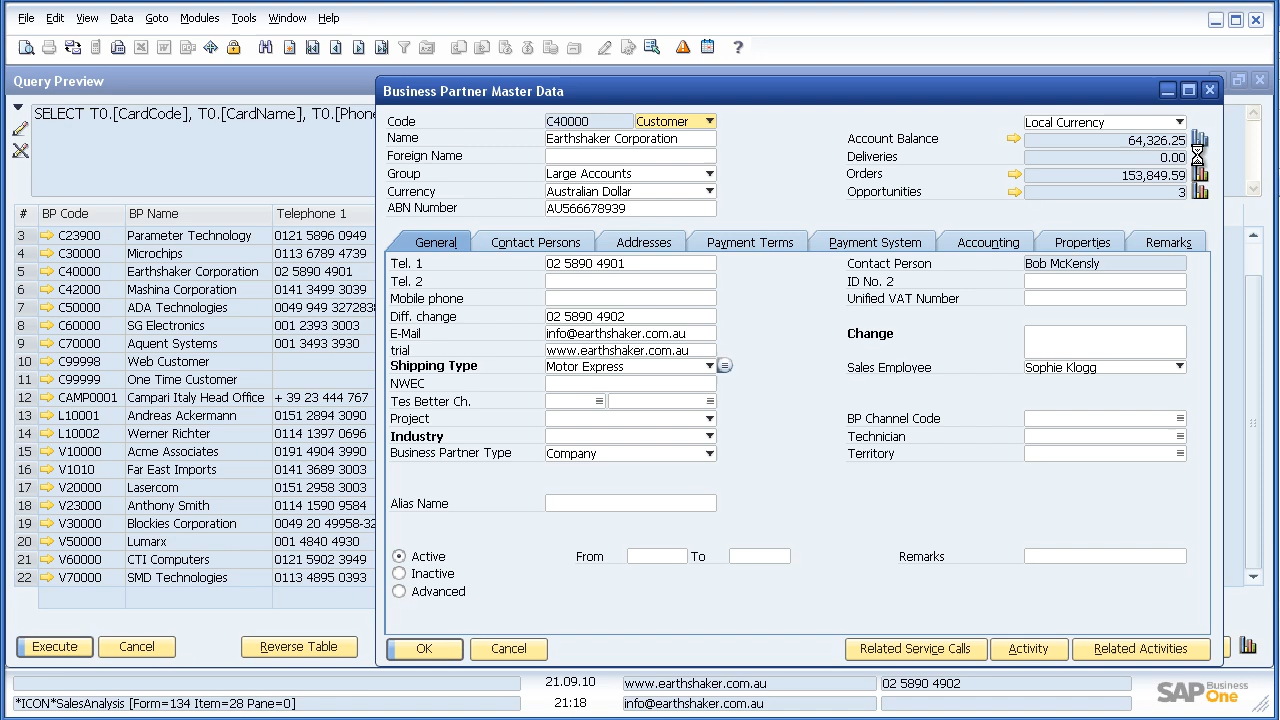 File Edit View Data Goto Modules Tools Window Help
Query Preview
SELECT T0.[CardCode], T0.[CardName], T0.[Phone
# BP Code BP Name Telephone 1
3 C23900 Parameter Technology 0121 5896 0949
4 C30000 Microchips 0113 6789 4739
5 C40000 Earthshaker Corporation 02 5890 4901
6 C42000 Mashina Corporation 0141 3499 3039
7 C50000 ADA Technologies 0049 949 3272838
8 C60000 SG Electronics 001 2393 3003
9 C70000 Aquent Systems 001 3493 3930
10 C99998 Web Customer
11 C99999 One Time Customer
12 CAMP0001 Campari Italy Head Office + 39 23 444 767
13 L10001 Andreas Ackermann 0151 2894 3090
14 L10002 Werner Richter 0114 1397 0696
15 V10000 Acme Associates 0191 4904 3990
16 V1010 Far East Imports 0141 3689 3003
17 V20000 Lasercom 0151 2958 3003
18 V23000 Anthony Smith 0114 1590 9584
19 V30000 Blockies Corporation 0049 20 49958-32
20 V50000 Lumarx 001 4840 4930
21 V60000 CTI Computers 0121 5902 3949
22 V70000 SMD Technologies 0113 4895 0393
Execute Cancel Reverse Table
Business Partner Master Data
Code Customer
Name Earthshaker Corporation
Foreign Name
Group Large Accounts
Currency Australian Dollar
ABN Number AU566678939
Local Currency
Account Balance 64,326.25
Deliveries 0.00
Orders 153,849.59
Opportunities 3
General Contact Persons Addresses Payment Terms Payment System Accounting Properties Remarks
Tel. 1 02 5890 4901
Tel. 2
Mobile phone
Diff. change 02 5890 4902
E-Mail info@earthshaker.com.au
trial www.earthshaker.com.au
Shipping Type Motor Express
NWEC
Tes Better Ch.
Project
Industry
Business Partner Type Company
Alias Name
Contact Person Bob McKensly
ID No. 2
Unified VAT Number
Change
Sales Employee Sophie Klogg
BP Channel Code
Technician
Territory
Active From To Remarks
Inactive
Advanced
OK Cancel Related Service Calls Activity Related Activities
21.09.10 www.earthshaker.com.au 02 5890 4902
*ICON*SalesAnalysis [Form=134 Item=28 Pane=0] 21:18 info@earthshaker.com.au
SAP Business One